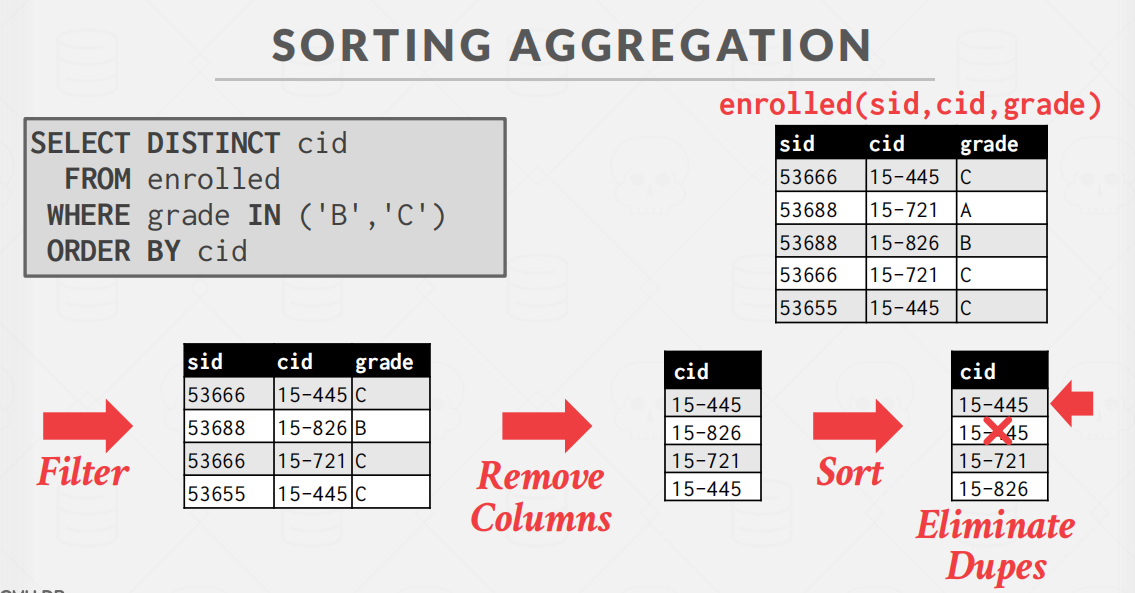 SORTING AGGREGATION
SELECT DISTINCT cid
FROM enrolled
WHERE grade IN ('B','C')
ORDER BY cid
enrolled(sid,cid,grade)
sid cid grade
53666 15-445 C
53688 15-721 A
53688 15-826 B
53666 15-721 C
53655 15-445 C
Filter
sid cid grade
53666 15-445 C
53688 15-826 B
53666 15-721 C
53655 15-445 C
Remove
Columns
cid
15-445
15-826
15-721
15-445
Sort
cid
15-445
15-445
15-721
15-826
Eliminate
Dupes